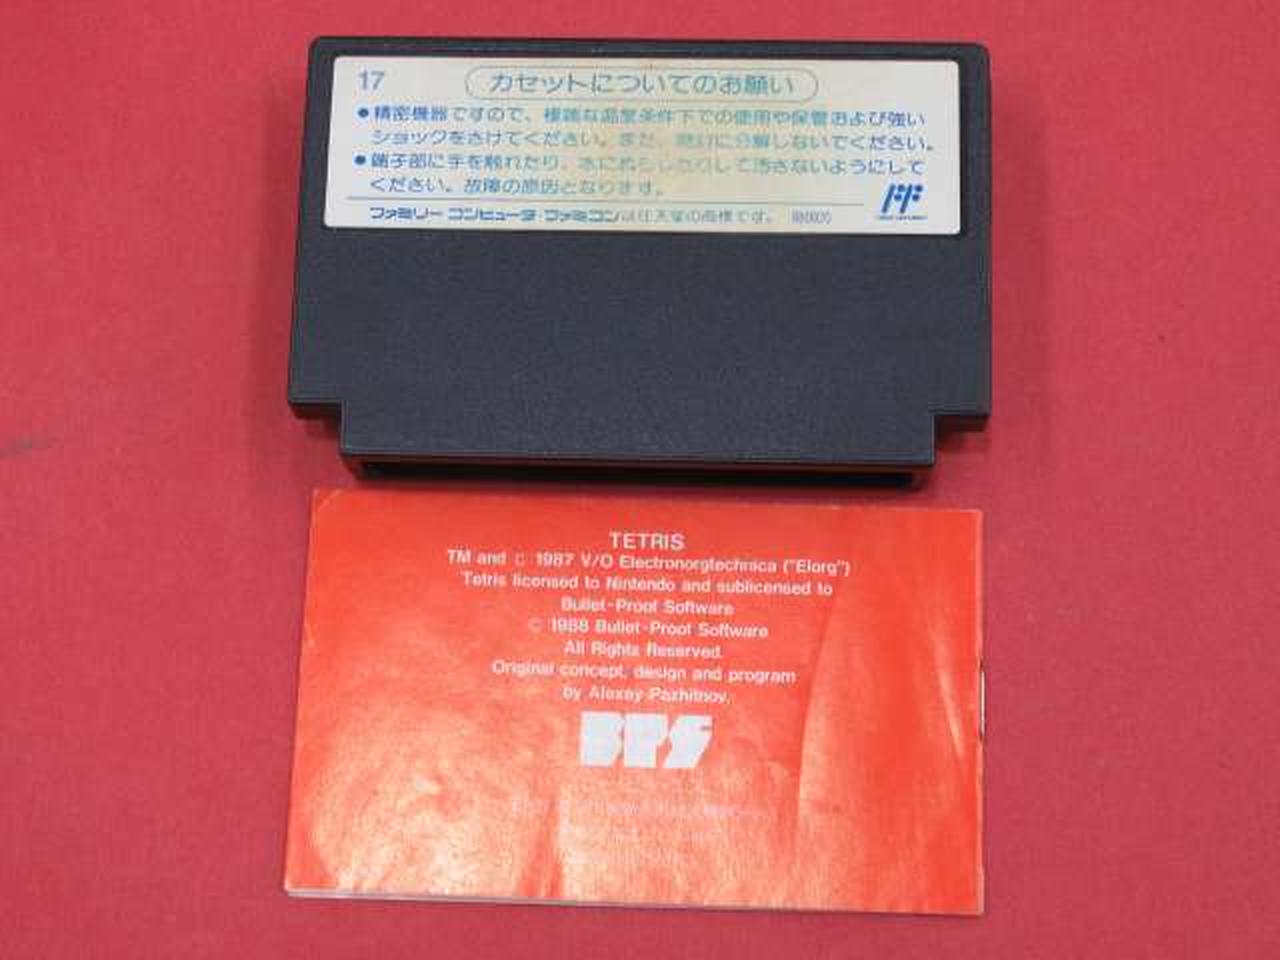 17
カセットについてのお願い
●精密機器ですので、極端な温度条件下での使用や保管および強い
ショックをさけてください。また、絶対に分解しないでください。
●端子部に手を触れたり、水にぬらしたりして汚さないようにして
ください。故障の原因となります。
FF
ファミリーコンピュータ・ファミコンは任天堂の商標です。
TETRIS
TM and © 1987 V/O Electronorgtechnica ("Elorg")
Tetris licensed to Nintendo and sublicensed to
Bullet-Proof Software
© 1988 Bullet-Proof Software
All Rights Reserved.
Original concept, design and program
by Alexey Pazhitnov.
BPS